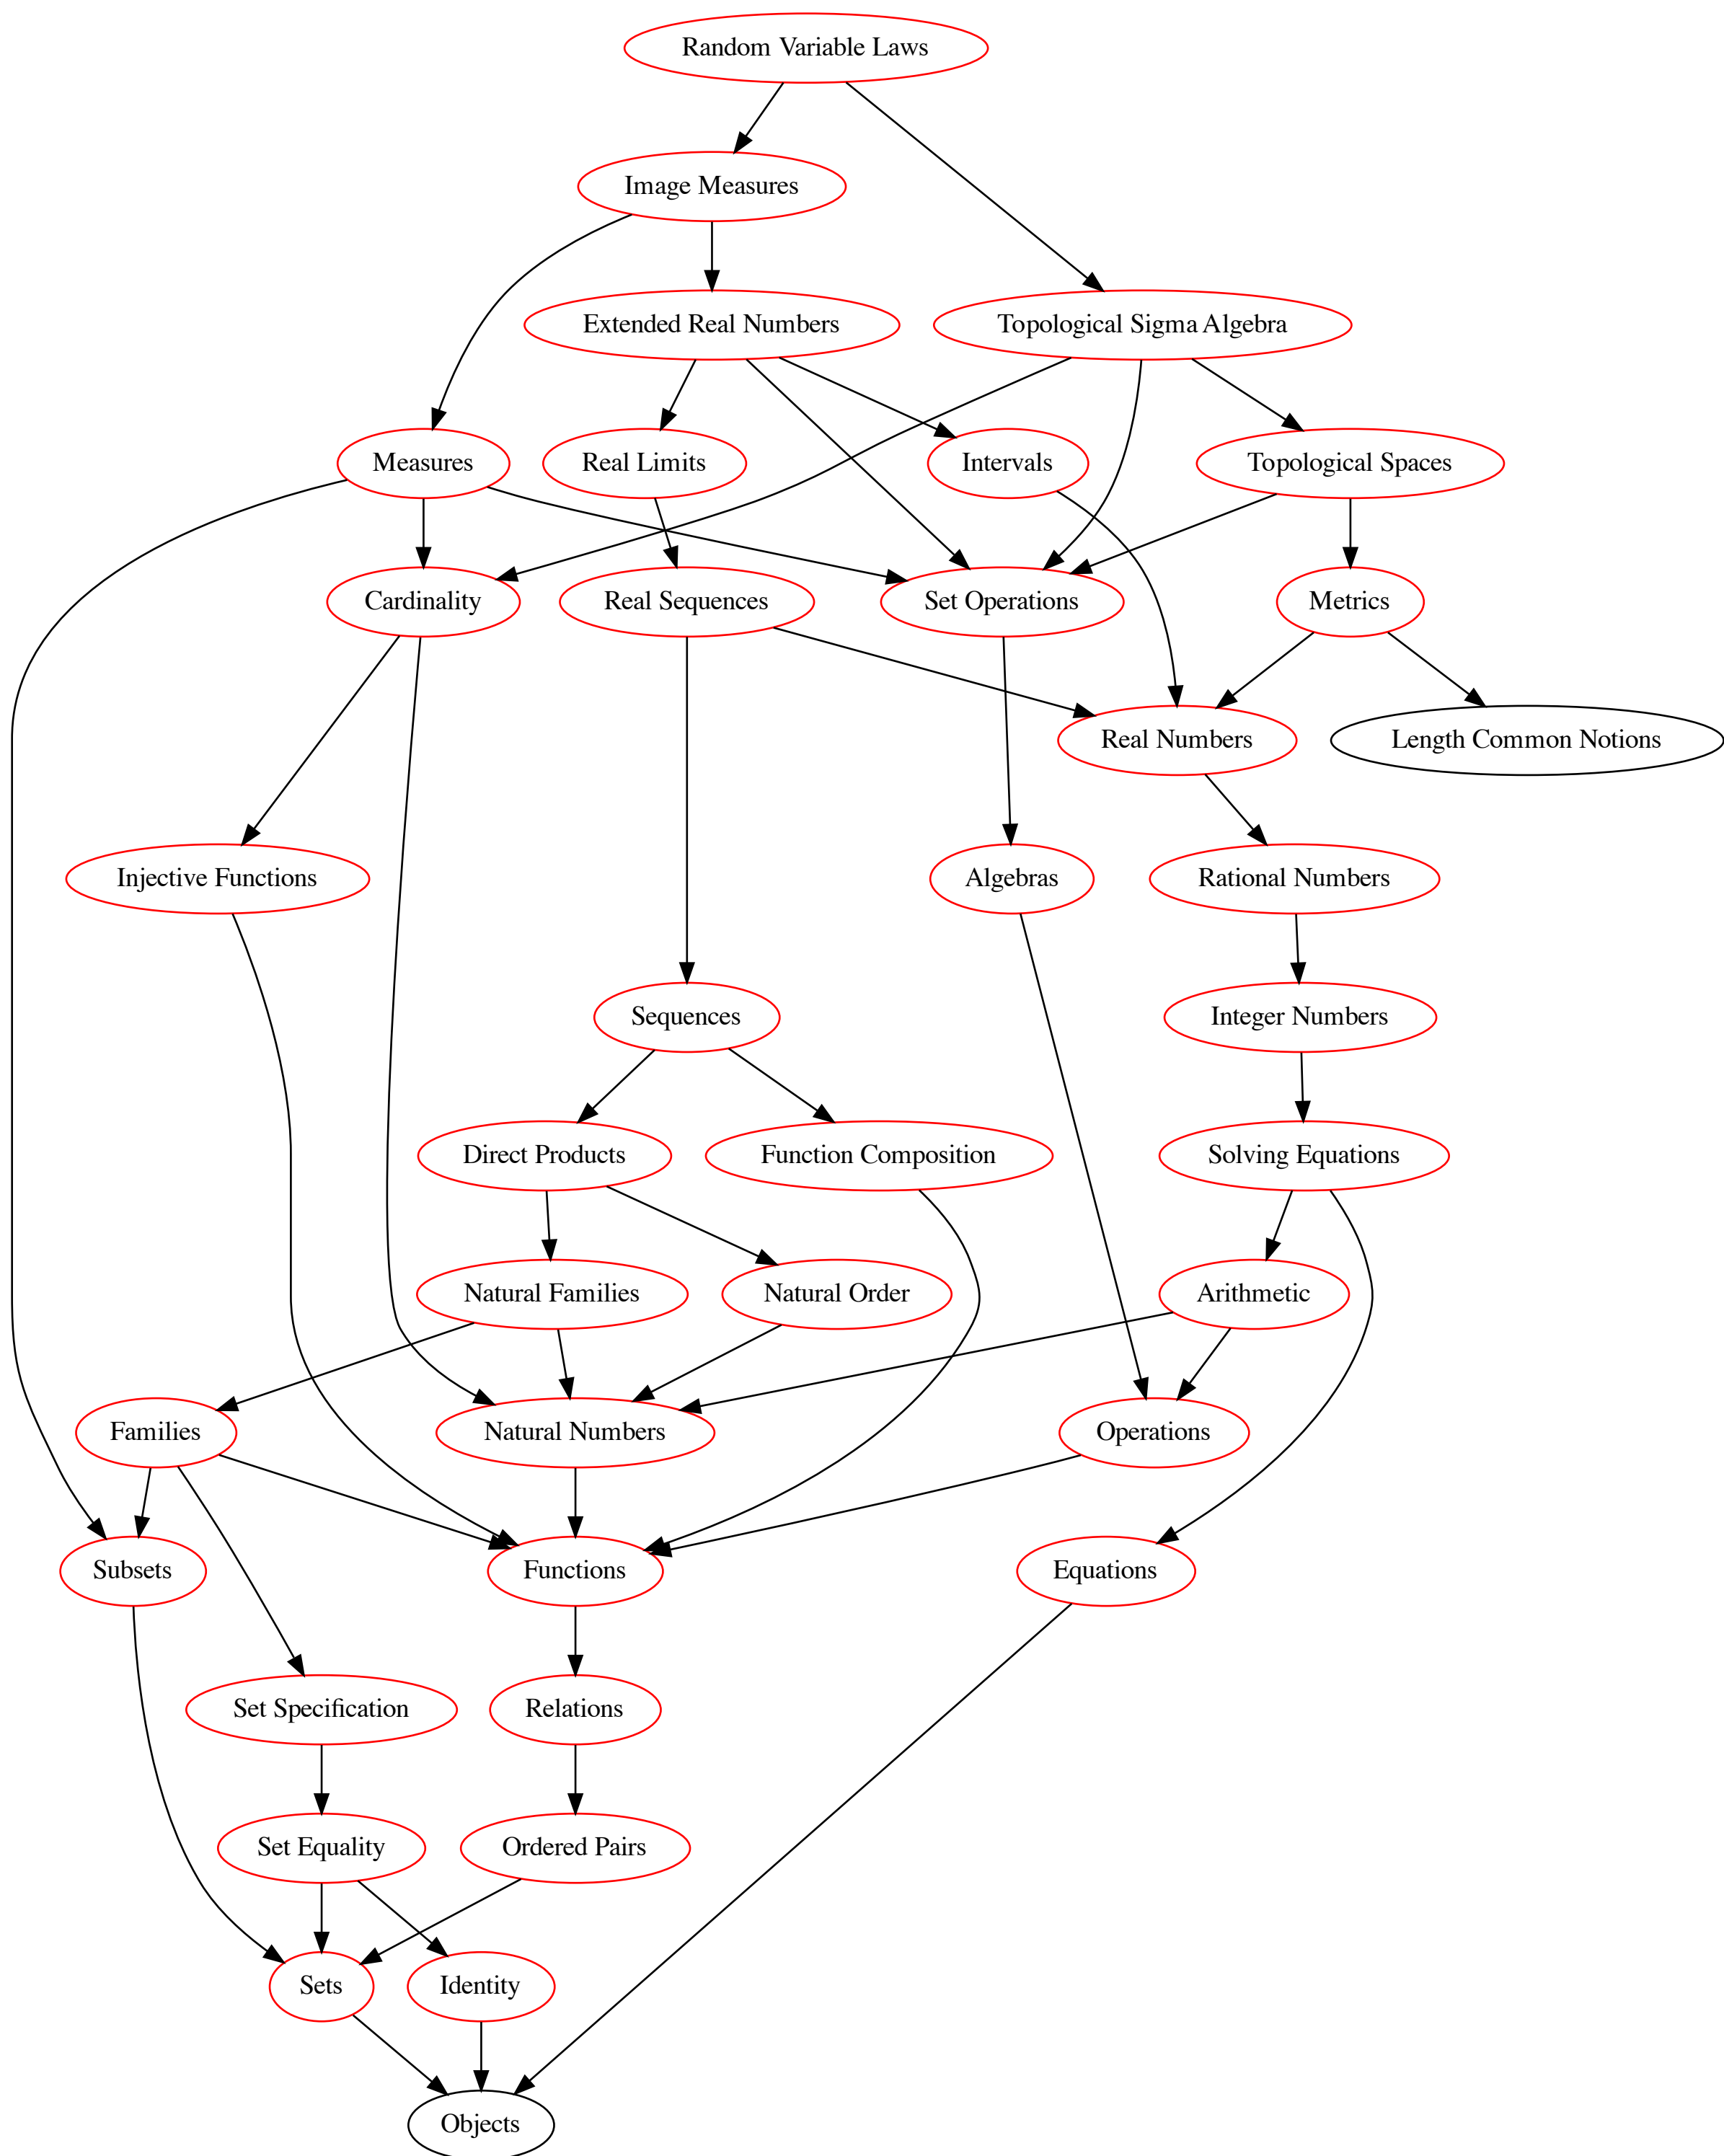 Random Variable Laws
Image Measures
Extended Real Numbers
Topological Sigma Algebra
Measures
Real Limits
Intervals
Topological Spaces
Cardinality
Real Sequences
Set Operations
Metrics
Real Numbers
Length Common Notions
Injective Functions
Algebras
Rational Numbers
Sequences
Integer Numbers
Direct Products
Function Composition
Solving Equations
Natural Families
Natural Order
Arithmetic
Families
Natural Numbers
Operations
Subsets
Functions
Equations
Set Specification
Relations
Set Equality
Ordered Pairs
Sets
Identity
Objects